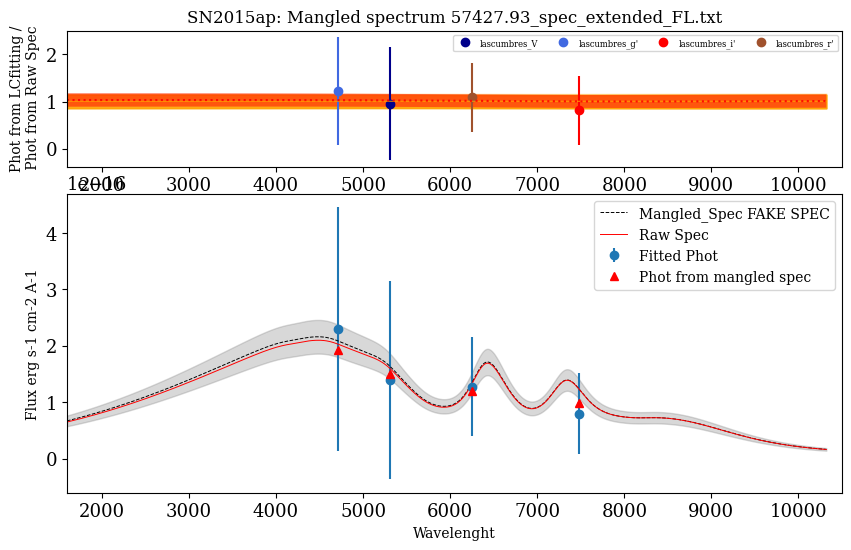 SN2015ap: Mangled spectrum 57427.93_spec_extended_FL.txt
Phot from LCfitting /
Phot from Raw Spec
2
1
0
lascumbres_V
lascumbres_g'
lascumbres_i'
lascumbres_r'
2000 3000 4000 5000 6000 7000 8000 9000 10000
1e−16
Flux erg s-1 cm-2 A-1
4
3
2
1
0
Mangled_Spec FAKE SPEC
Raw Spec
Fitted Phot
Phot from mangled spec
2000 3000 4000 5000 6000 7000 8000 9000 10000
Wavelenght